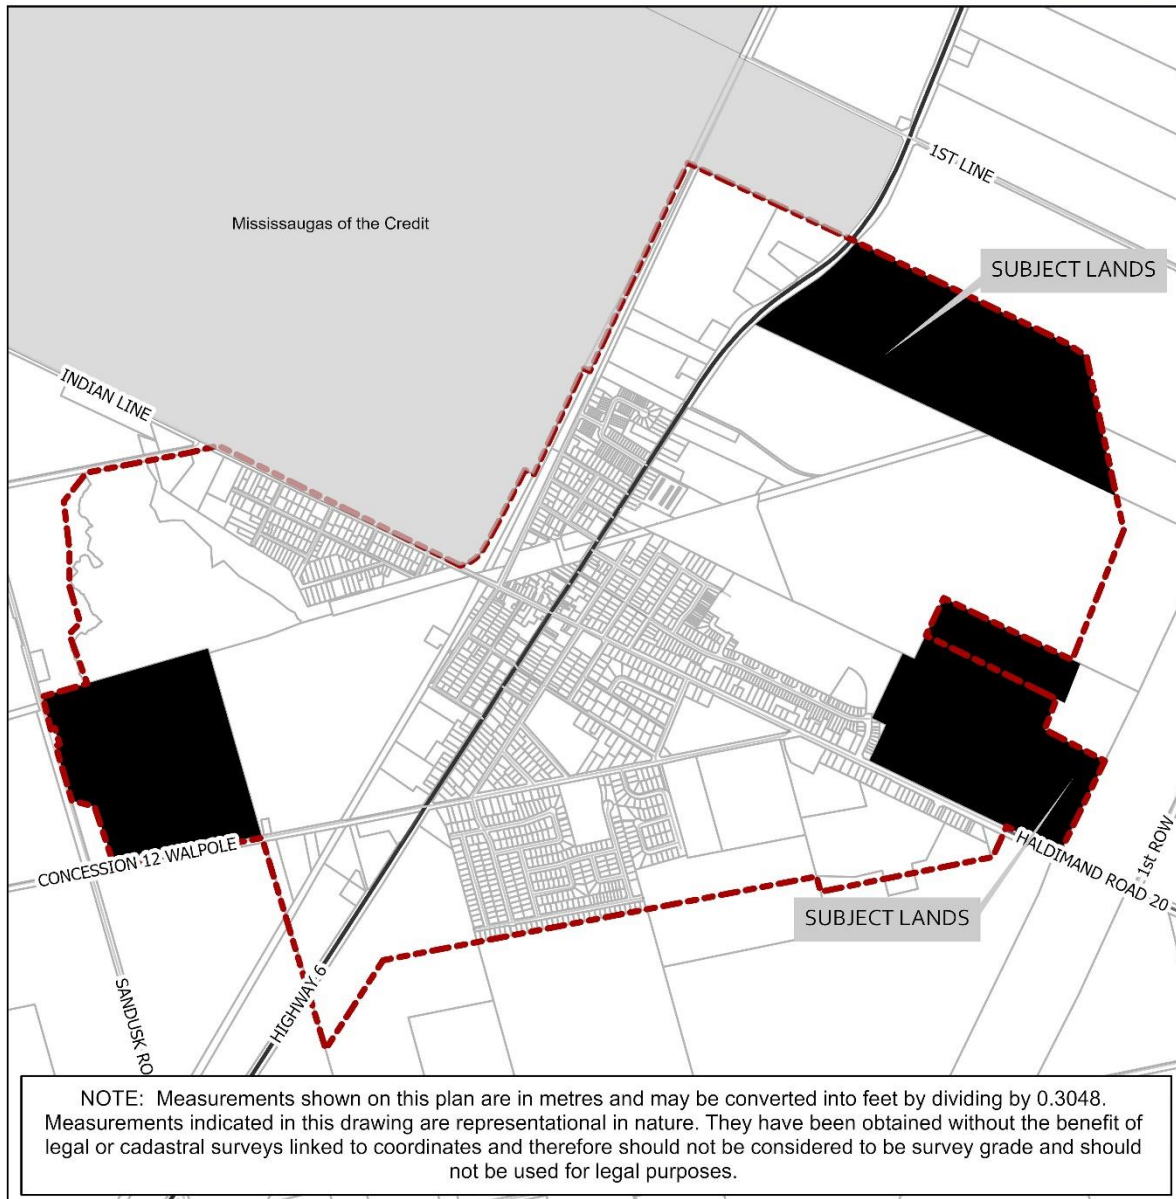 1ST LINE
Mississaugas of the Credit
SUBJECT LANDS
INDIAN LINE
CONCESSION 12 WALPOLE
HALDIMAND ROAD 20
1st ROW
SUBJECT LANDS
HIGHWAY 6
SANDUSK RO
NOTE: Measurements shown on this plan are in metres and may be converted into feet by dividing by 0.3048.
Measurements indicated in this drawing are representational in nature. They have been obtained without the benefit of
legal or cadastral surveys linked to coordinates and therefore should not be considered to be survey grade and should
not be used for legal purposes.